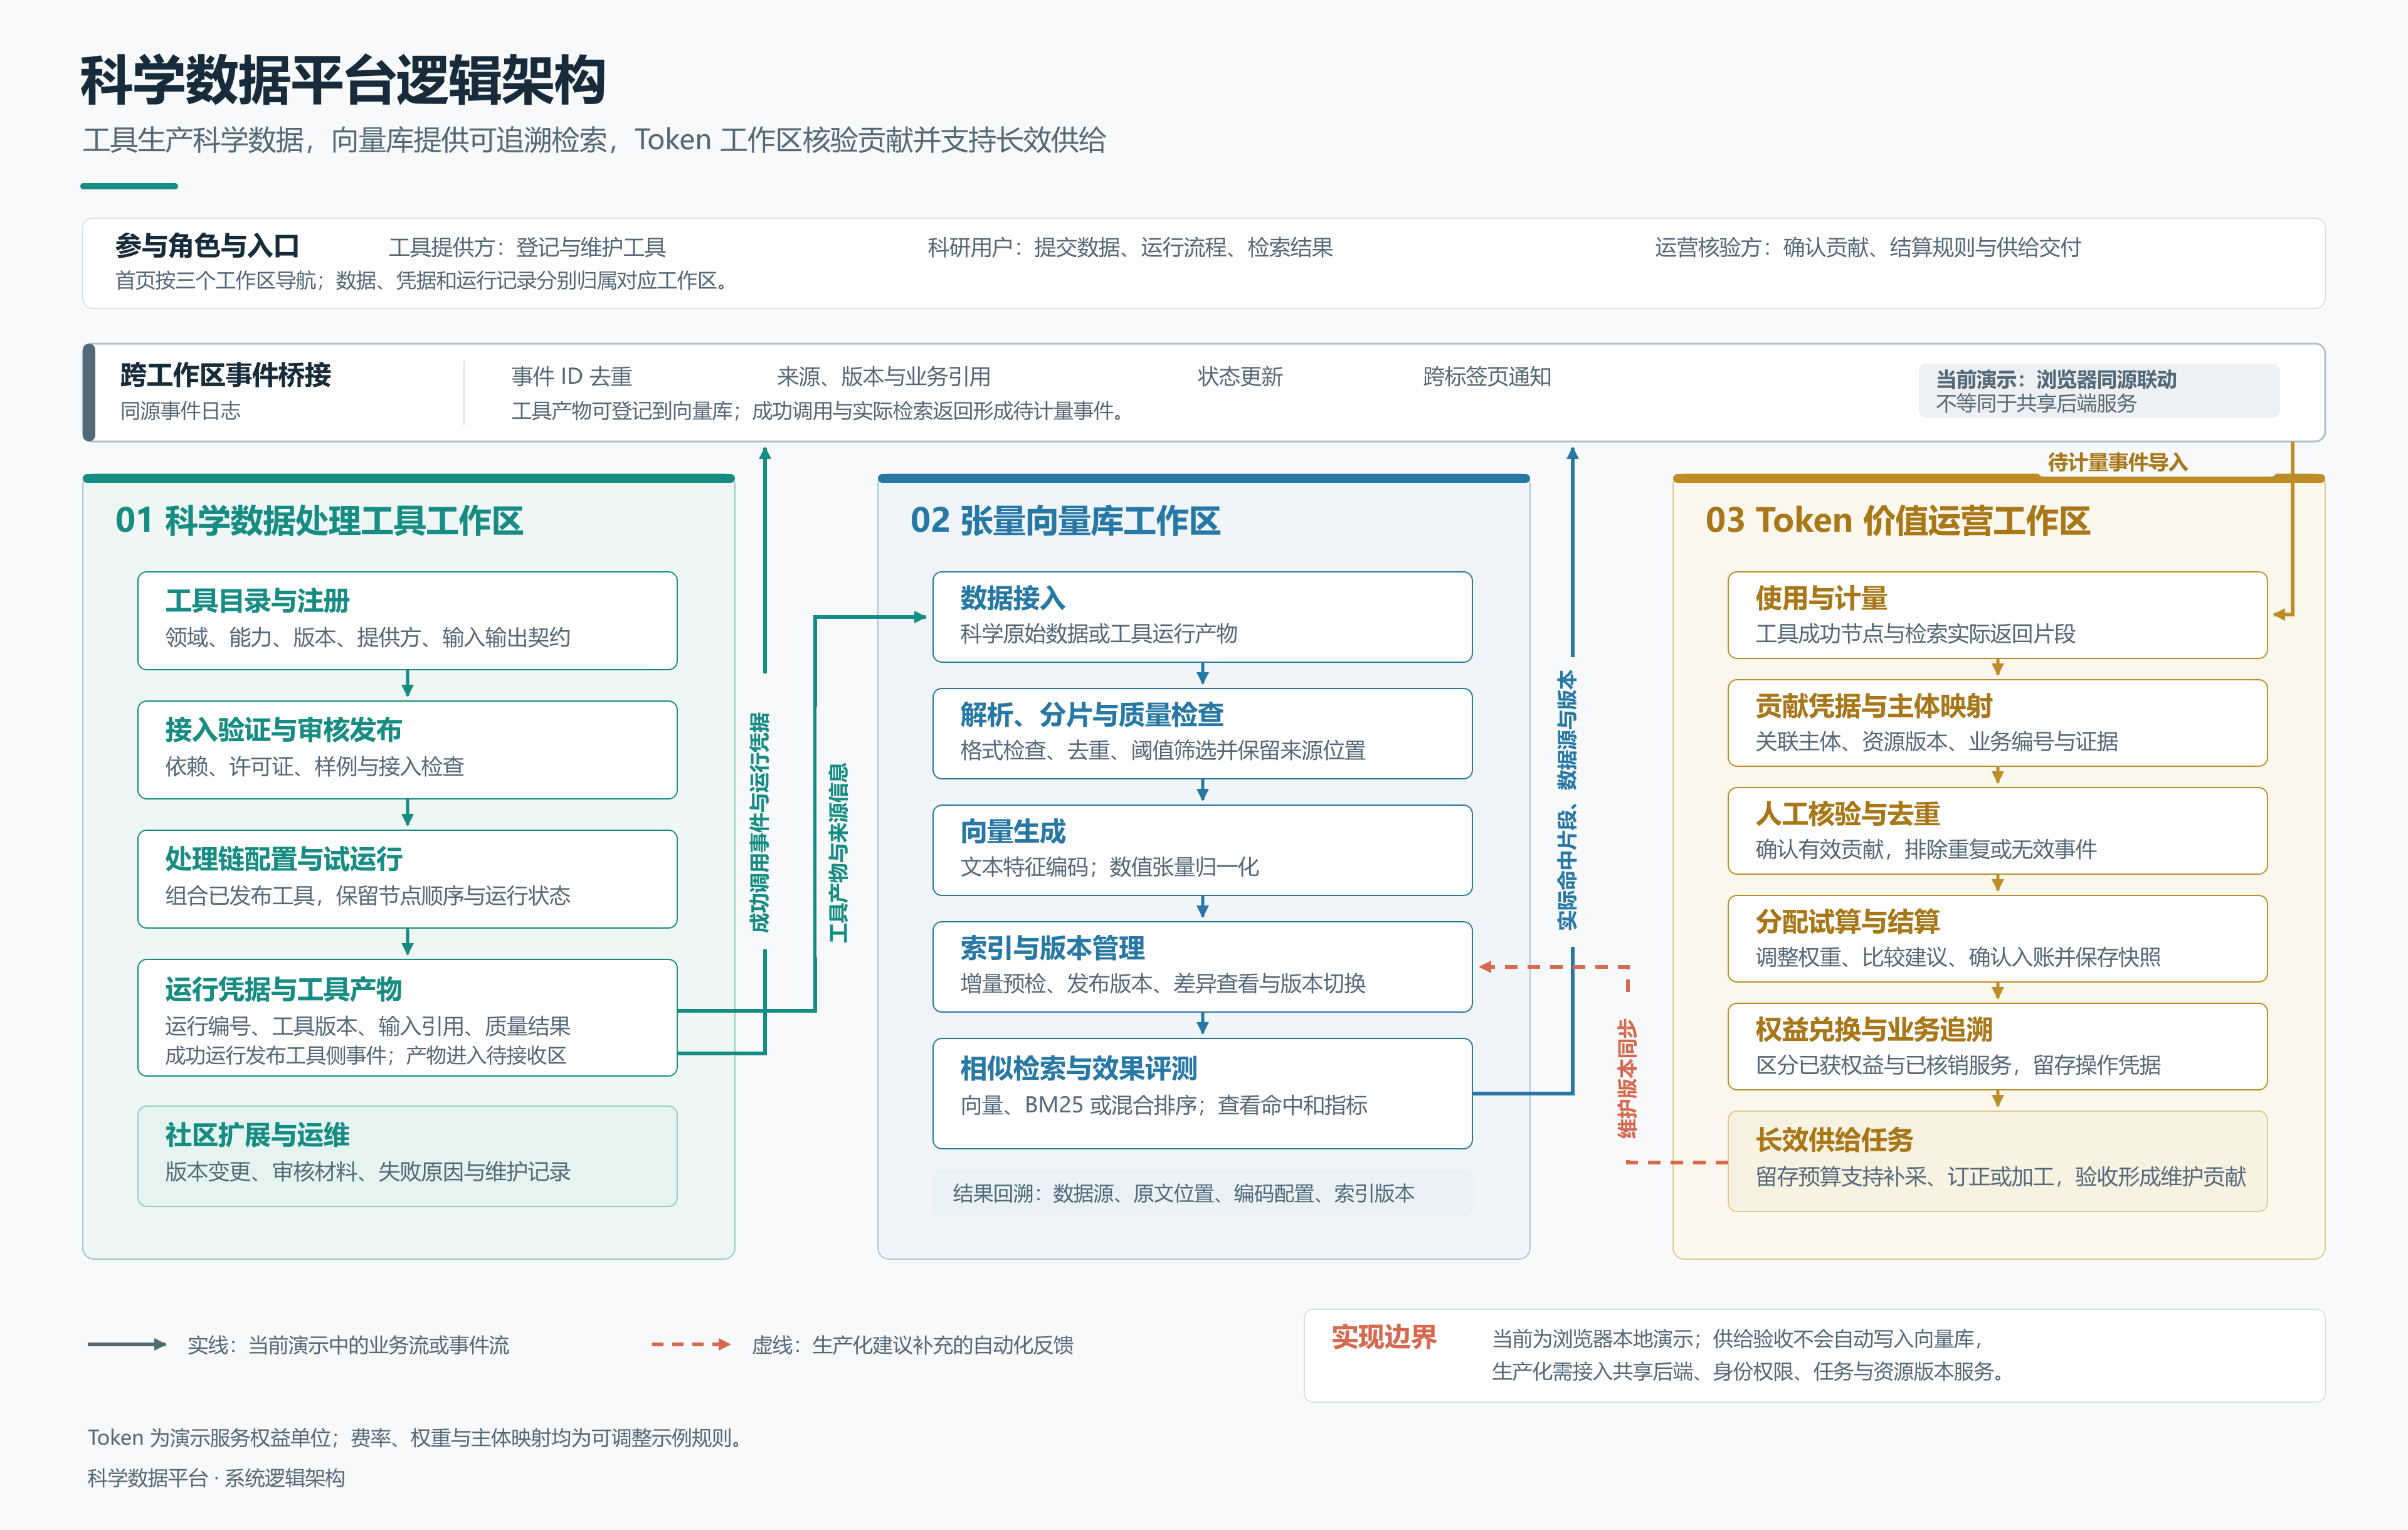 科学数据平台逻辑架构
工具生产科学数据，向量库提供可追溯检索，Token 工作区核验贡献并支持长效供给
参与角色与入口
工具提供方：登记与维护工具
科研用户：提交数据、运行流程、检索结果
运营核验方：确认贡献、结算规则与供给交付
首页按三个工作区导航；数据、凭据和运行记录分别归属对应工作区。
跨工作区事件桥接
同源事件日志
事件 ID 去重
来源、版本与业务引用
状态更新
跨标签页通知
工具产物可登记到向量库；成功调用与实际检索返回形成待计量事件。
当前演示：浏览器同源联动
不等同于共享后端服务
待计量事件导入
01 科学数据处理工具工作区
工具目录与注册
领域、能力、版本、提供方、输入输出契约
接入验证与审核发布
依赖、许可证、样例与接入检查
处理链配置与试运行
组合已发布工具，保留节点顺序与运行状态
运行凭据与工具产物
运行编号、工具版本、输入引用、质量结果
成功运行发布工具侧事件；产物进入待接收区
社区扩展与运维
版本变更、审核材料、失败原因与维护记录
成功调用事件与运行凭据
工具产物与来源信息
02 张量向量库工作区
数据接入
科学原始数据或工具运行产物
解析、分片与质量检查
格式检查、去重、阈值筛选并保留来源位置
向量生成
文本特征编码；数值张量归一化
索引与版本管理
增量预检、发布版本、差异查看与版本切换
相似检索与效果评测
向量、BM25 或混合排序；查看命中和指标
结果回溯：数据源、原文位置、编码配置、索引版本
实际命中片段、数据源与版本
维护版本同步
03 Token 价值运营工作区
使用与计量
工具成功节点与检索实际返回片段
贡献凭据与主体映射
关联主体、资源版本、业务编号与证据
人工核验与去重
确认有效贡献，排除重复或无效事件
分配试算与结算
调整权重、比较建议、确认入账并保存快照
权益兑换与业务追溯
区分已获权益与已核销服务，留存操作凭据
长效供给任务
留存预算支持补采、订正或加工，验收形成维护贡献
实线：当前演示中的业务流或事件流
虚线：生产化建议补充的自动化反馈
实现边界
当前为浏览器本地演示；供给验收不会自动写入向量库，
生产化需接入共享后端、身份权限、任务与资源版本服务。
Token 为演示服务权益单位；费率、权重与主体映射均为可调整示例规则。
科学数据平台 · 系统逻辑架构